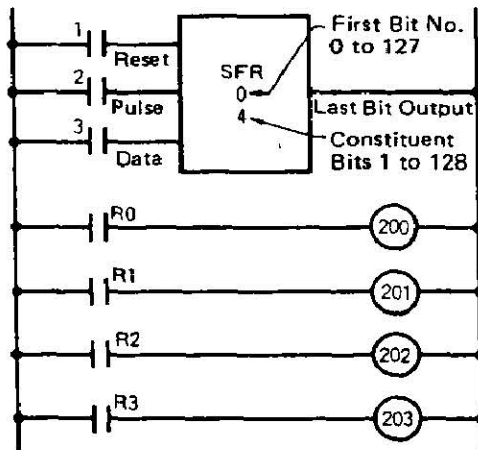 1
Reset
2
Pulse
3
Data
SFR
0
4
First Bit No.
0 to 127
Last Bit Output
Constituent
Bits 1 to 128
R0
200
R1
201
R2
202
R3
203